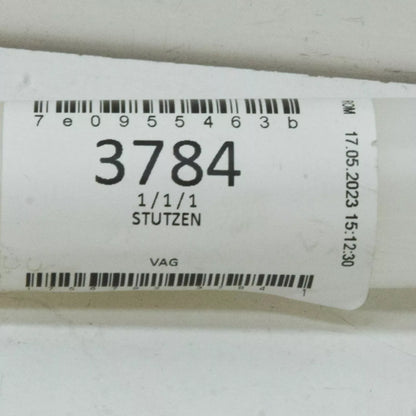 7e0955463b
3784
1/1/1
STUTZEN
VAG
17.05.2023 15:12:30